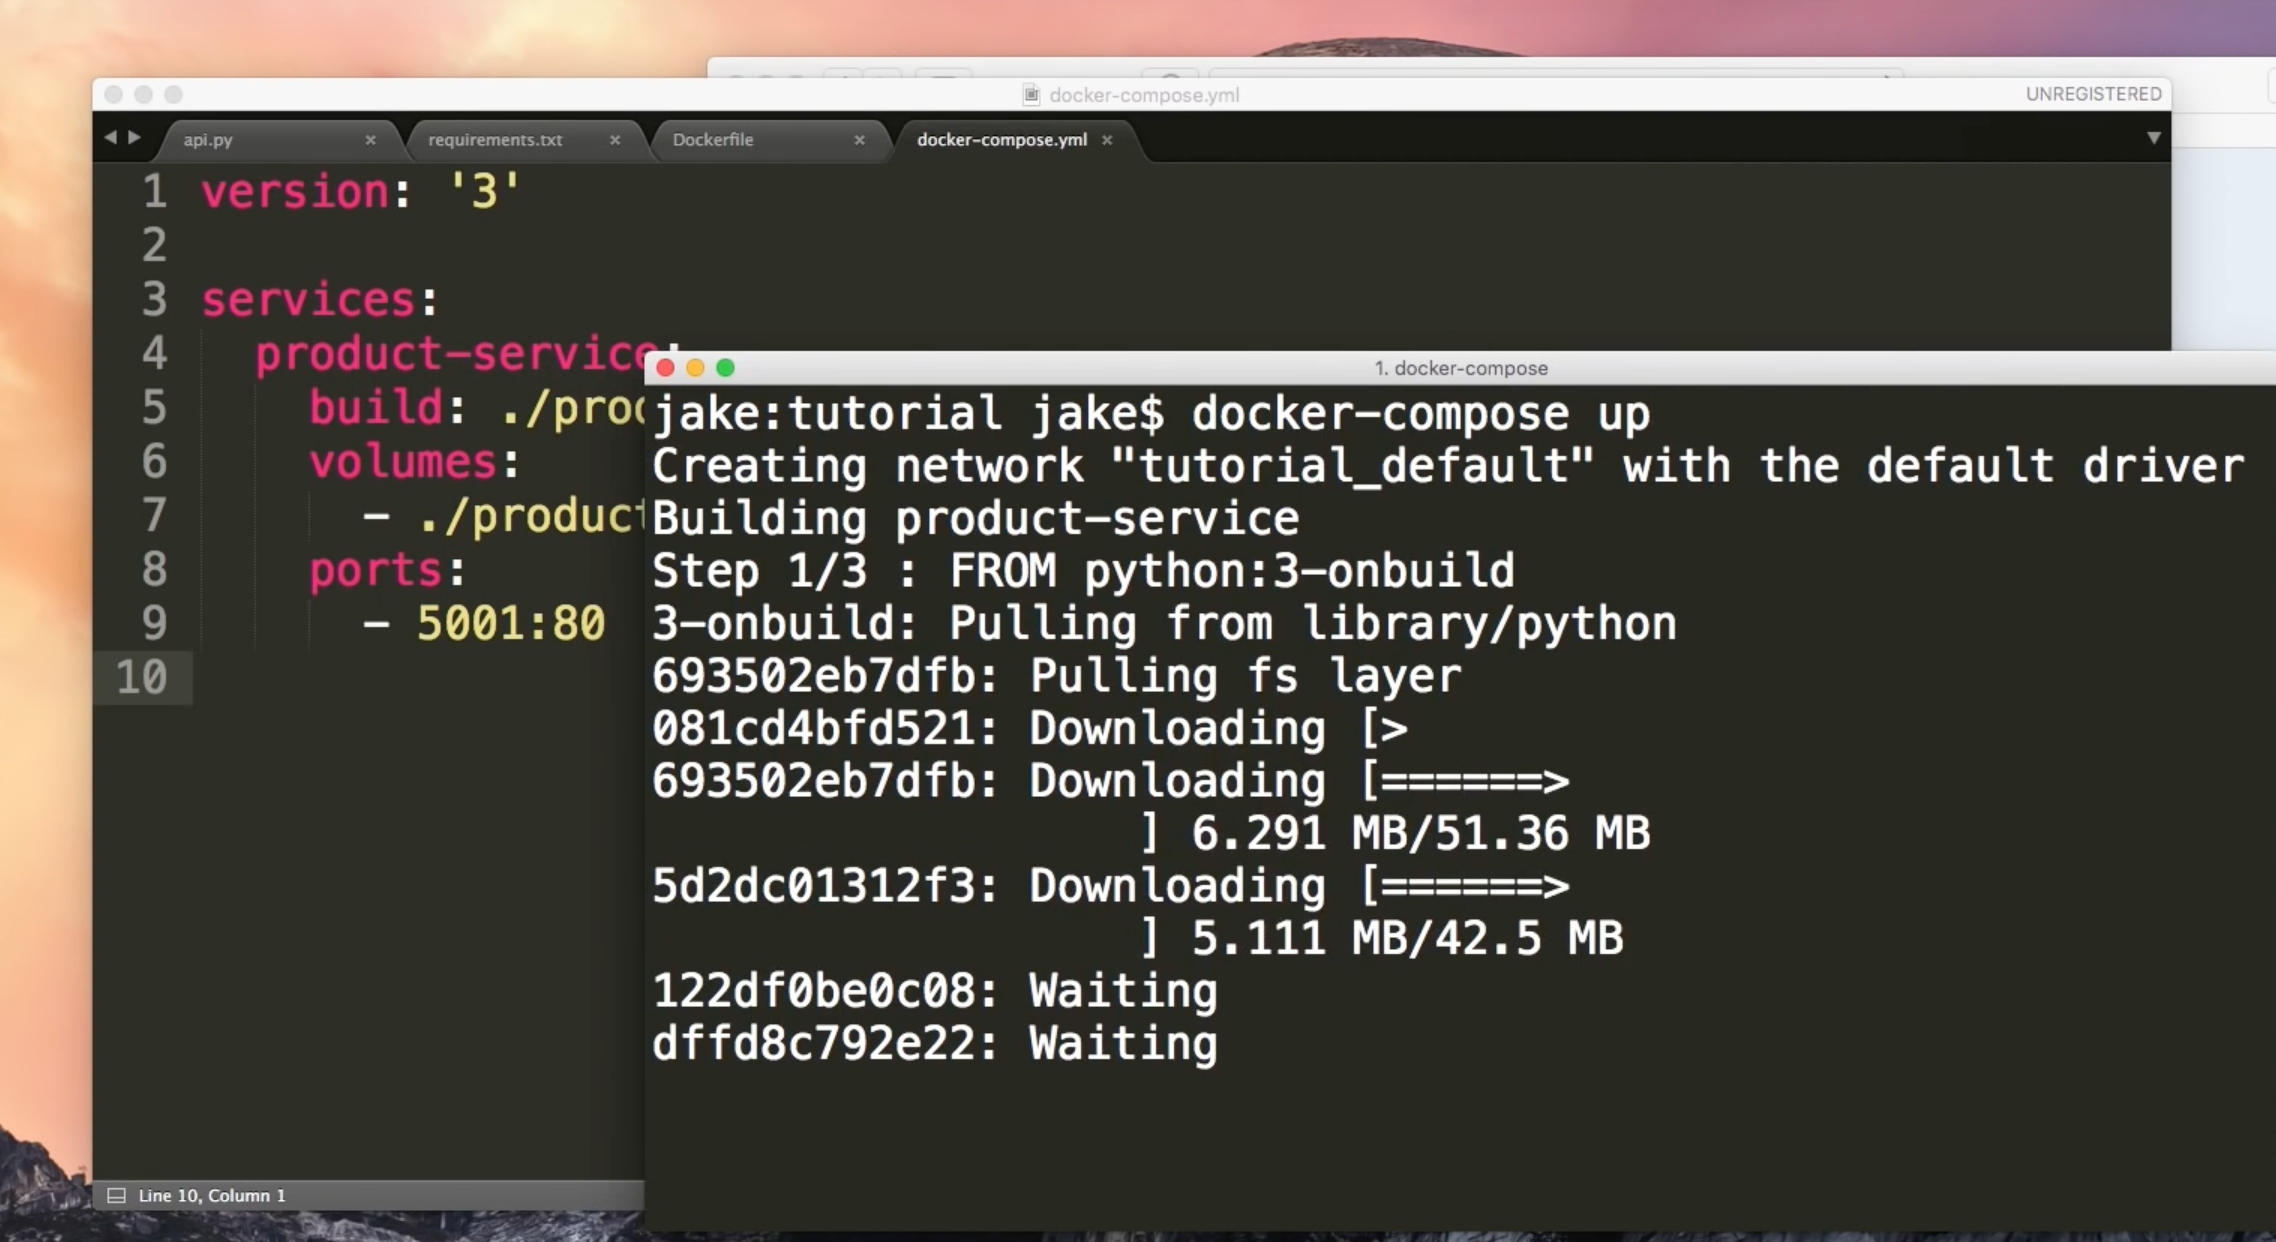 docker-compose.yml
UNREGISTERED
api.py
requirements.txt
Dockerfile
docker-compose.yml
1 version: '3'
2
3 services:
4 product-service:
5 build: ./proc
6 volumes:
7 - ./product
8 ports:
9 - 5001:80
10
Line 10, Column 1
1. docker-compose
jake:tutorial jake$ docker-compose up
Creating network "tutorial_default" with the default driver
Building product-service
Step 1/3 : FROM python:3-onbuild
3-onbuild: Pulling from library/python
693502eb7dfb: Pulling fs layer
081cd4bfd521: Downloading [>
693502eb7dfb: Downloading [======>
] 6.291 MB/51.36 MB
5d2dc01312f3: Downloading [======>
] 5.111 MB/42.5 MB
122df0be0c08: Waiting
dffd8c792e22: Waiting